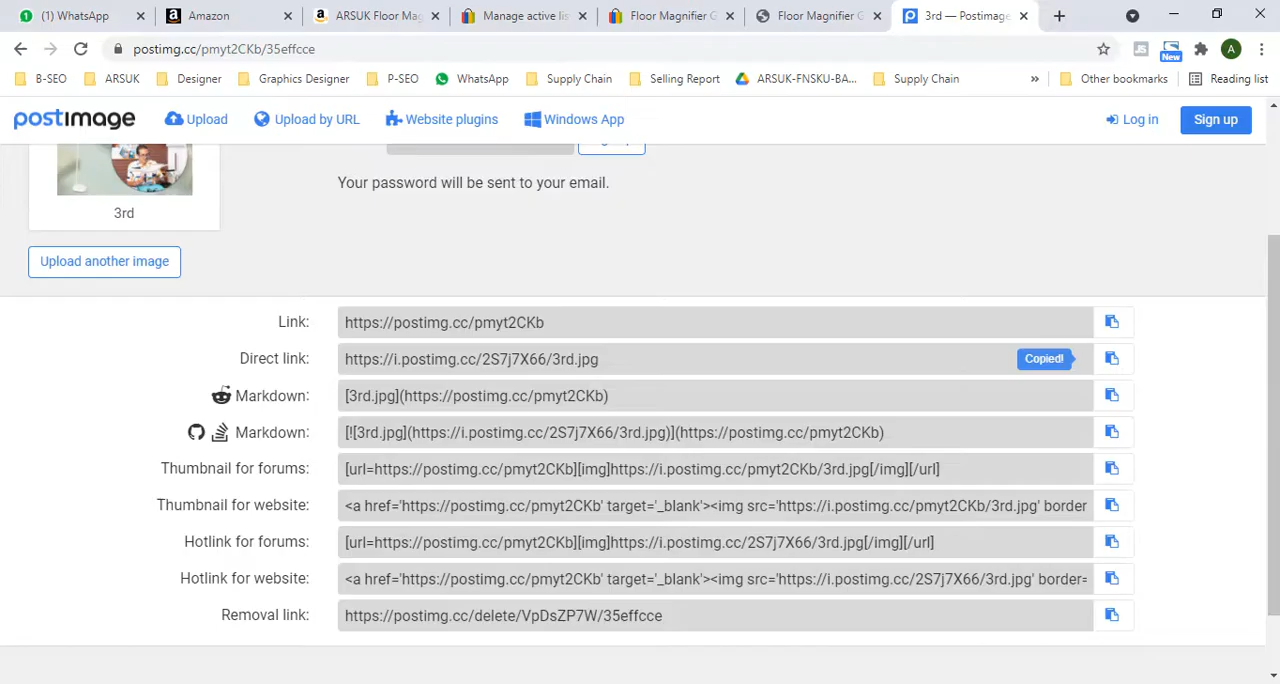 (1) WhatsApp
Amazon
ARSUK Floor Mag
Manage active lis
Floor Magnifier G
Floor Magnifier G
3rd — Postimage
postimg.cc/pmyt2CKb/35effcce
JS
New
A
B-SEO
ARSUK
Designer
Graphics Designer
P-SEO
WhatsApp
Supply Chain
Selling Report
ARSUK-FNSKU-BA...
Supply Chain
»
Other bookmarks
Reading list
postimage
Upload
Upload by URL
Website plugins
Windows App
Log in
Sign up
Your password will be sent to your email.
3rd
Upload another image
Link:
https://postimg.cc/pmyt2CKb
Direct link:
https://i.postimg.cc/2S7j7X66/3rd.jpg
Copied!
Markdown:
[3rd.jpg](https://postimg.cc/pmyt2CKb)
Markdown:
[![3rd.jpg](https://i.postimg.cc/2S7j7X66/3rd.jpg)](https://postimg.cc/pmyt2CKb)
Thumbnail for forums:
[url=https://postimg.cc/pmyt2CKb][img]https://i.postimg.cc/pmyt2CKb/3rd.jpg[/img][/url]
Thumbnail for website:
<a href='https://postimg.cc/pmyt2CKb' target='_blank'><img src='https://i.postimg.cc/pmyt2CKb/3rd.jpg' border
Hotlink for forums:
[url=https://postimg.cc/pmyt2CKb][img]https://i.postimg.cc/2S7j7X66/3rd.jpg[/img][/url]
Hotlink for website:
<a href='https://postimg.cc/pmyt2CKb' target='_blank'><img src='https://i.postimg.cc/2S7j7X66/3rd.jpg' border=
Removal link:
https://postimg.cc/delete/VpDsZP7W/35effcce